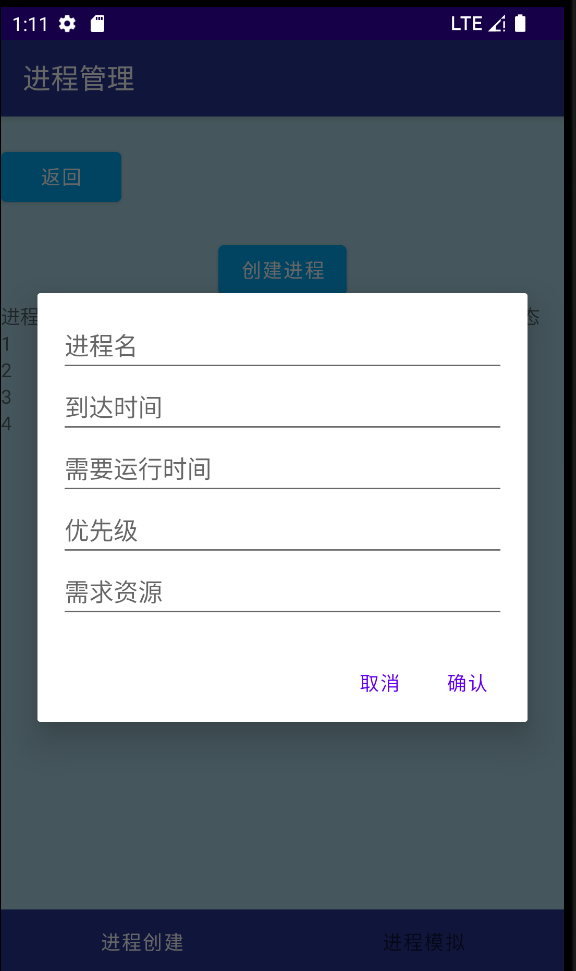 1:11 LTE
进程管理
返回
创建进程
进程 态
1
2
3
4
进程名
到达时间
需要运行时间
优先级
需求资源
取消 确认
进程创建 进程模拟